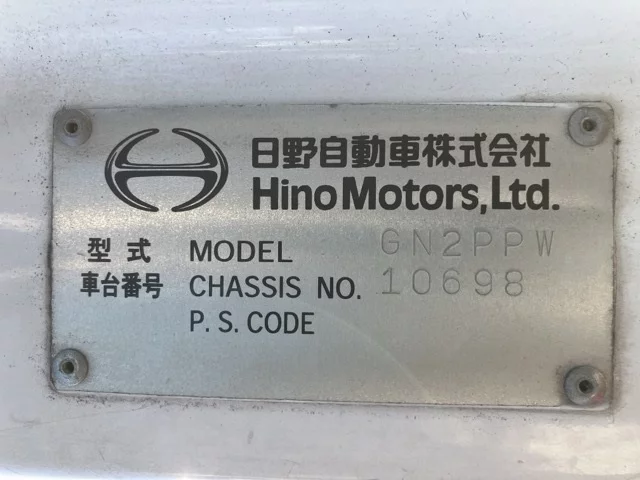 日野自動車株式会社
Hino Motors, Ltd.
型式 MODEL GN2PPW
車台番号 CHASSIS NO. 10698
P. S. CODE